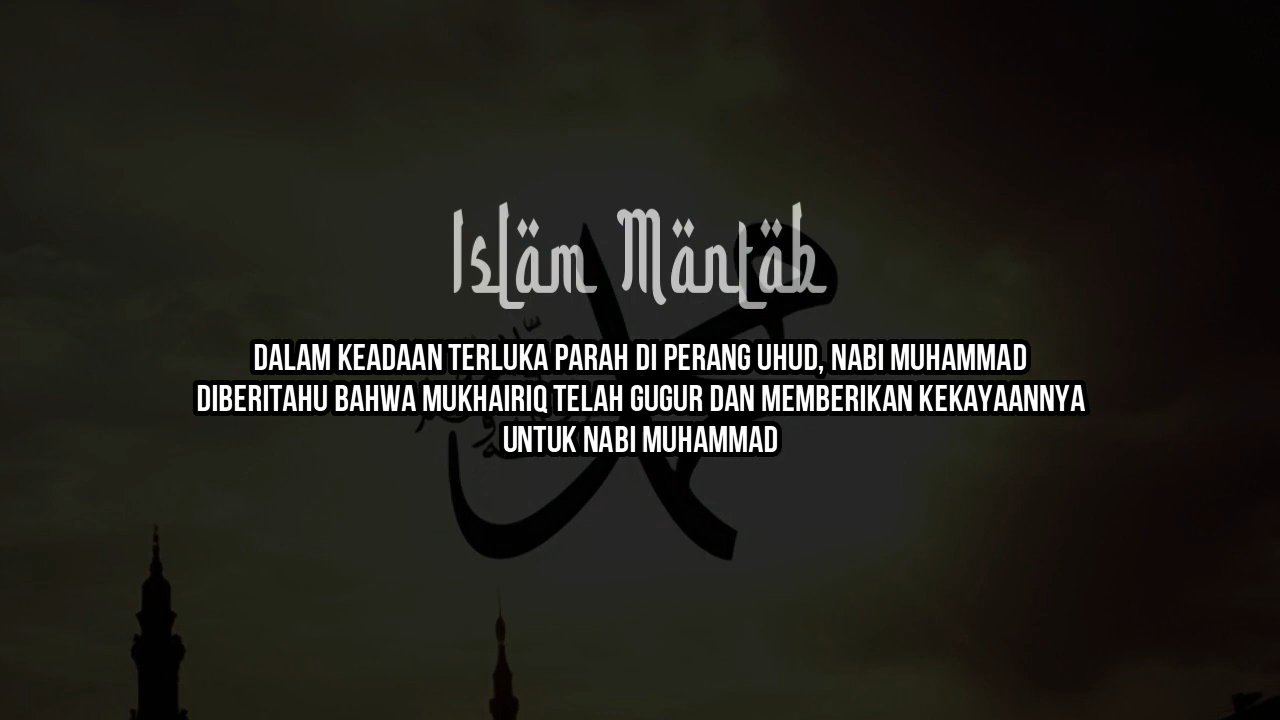 Isläm Mäntäb
DALAM KEADAAN TERLUKA PARAH DI PERANG UHUD, NABI MUHAMMAD
DIBERITAHU BAHWA MUKHAIRIQ TELAH GUGUR DAN MEMBERIKAN KEKAYAANNYA
UNTUK NABI MUHAMMAD
محمد